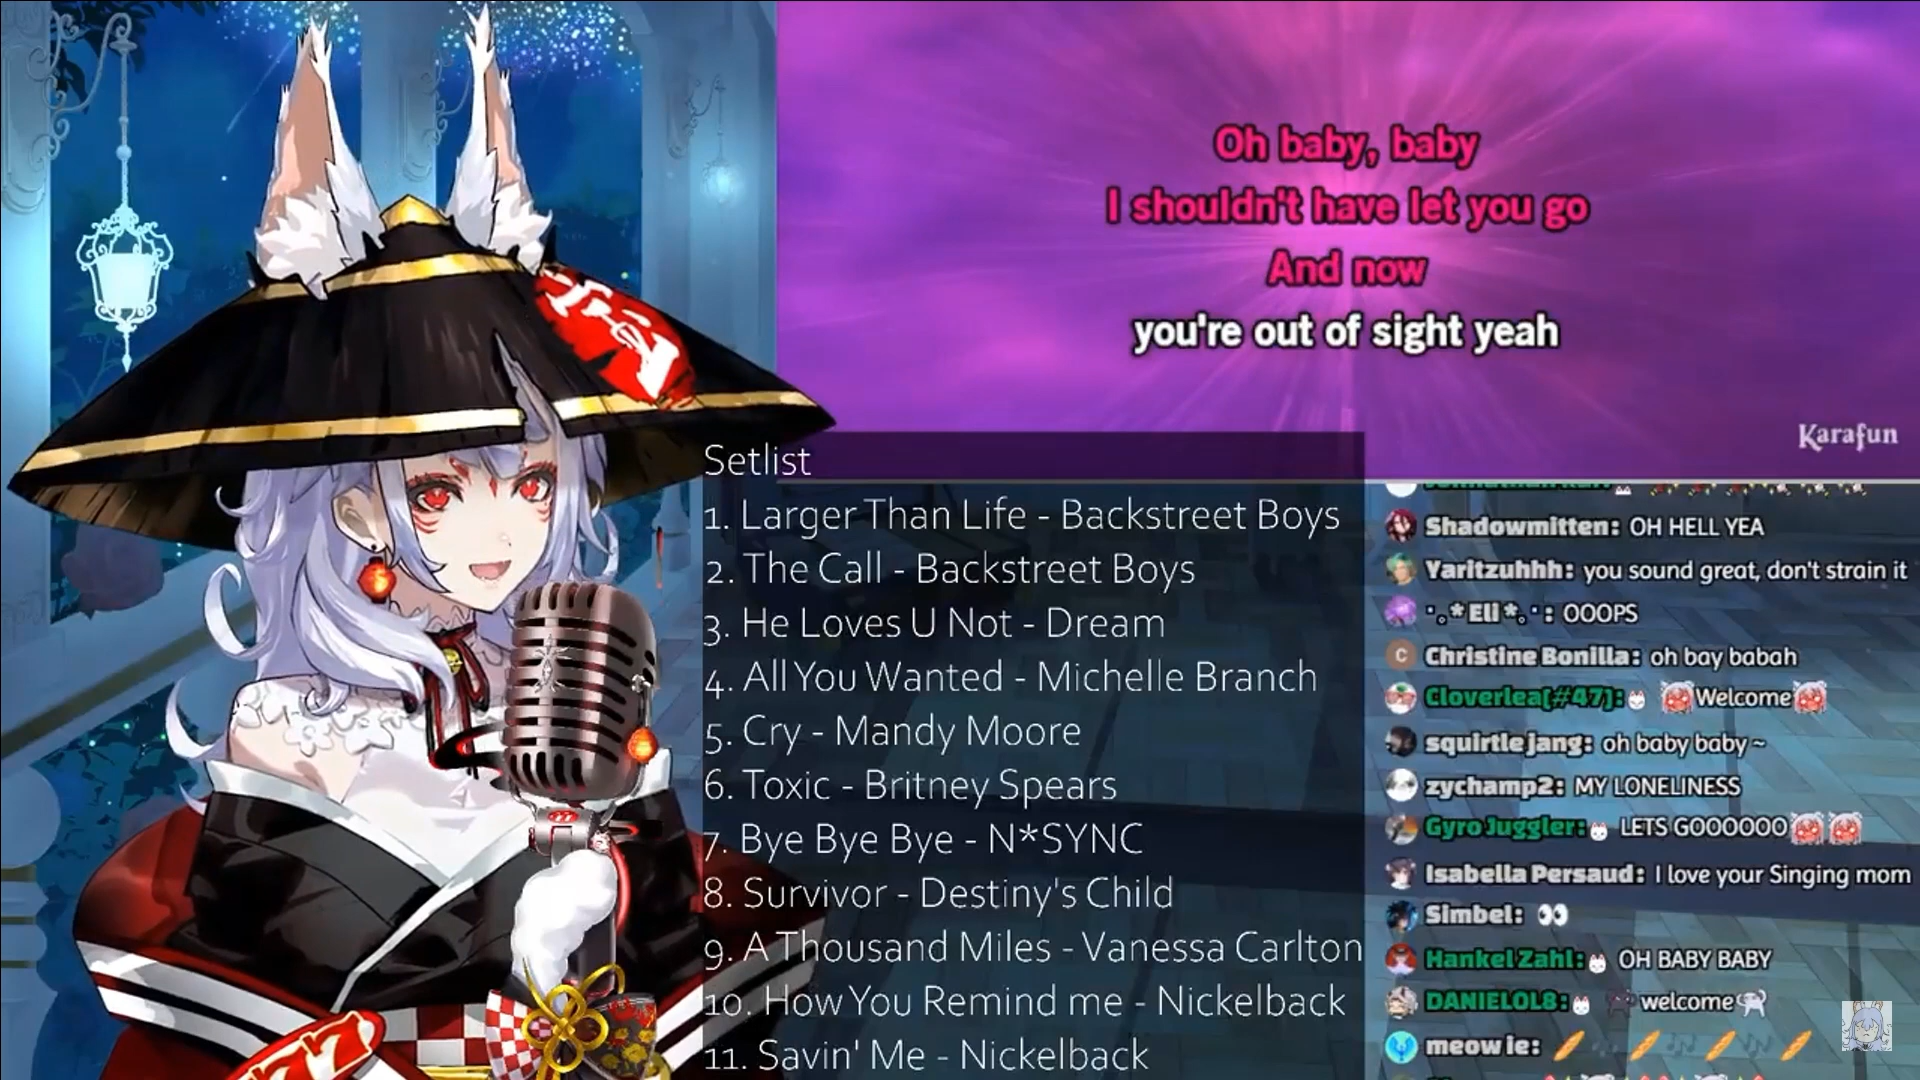 Oh baby, baby
I shouldn't have let you go
And now
you're out of sight yeah
Karafun
Setlist
1. Larger Than Life - Backstreet Boys
2. The Call - Backstreet Boys
3. He Loves U Not - Dream
4. All You Wanted - Michelle Branch
5. Cry - Mandy Moore
6. Toxic - Britney Spears
7. Bye Bye Bye - N*SYNC
8. Survivor - Destiny's Child
9. A Thousand Miles - Vanessa Carlton
10. How You Remind me - Nickelback
11. Savin' Me - Nickelback
Shadowmitten: OH HELL YEA
Yaritzuhhh: you sound great, don't strain it
Eli: OOOPS
C Christine Bonilla: oh bay babah
Cloverlea(#47): Welcome
squirtle jang: oh baby baby ~
zychamp2: MY LONELINESS
Gyro Juggler: LETS GOOOOOO
Isabella Persaud: I love your Singing mom
Simbel:
Hankel Zahl: OH BABY BABY
DANIELOL8: welcome
meow ie:
77